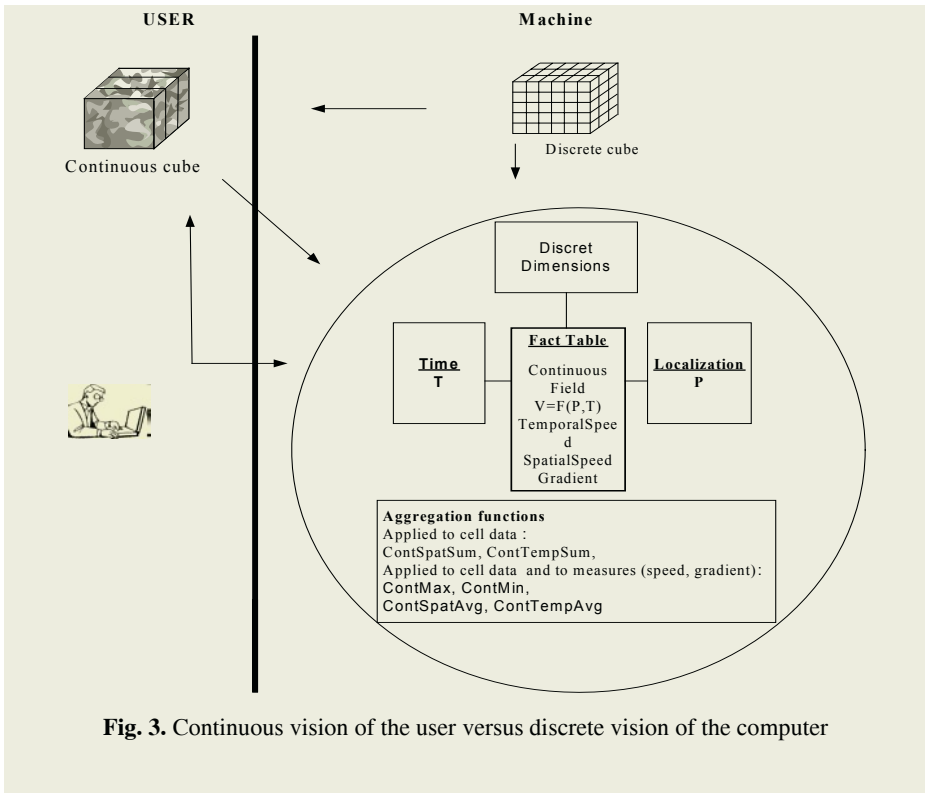 USER
Machine
Continuous cube
Discrete cube
Discret
Dimensions
Time
T
Fact Table
Continuous
Field
V=F(P,T)
TemporalSpee
d
SpatialSpeed
Gradient
Localization
P
Aggregation functions
Applied to cell data :
ContSpatSum, ContTempSum,
Applied to cell data and to measures (speed, gradient):
ContMax, ContMin,
ContSpatAvg, ContTempAvg
Fig. 3. Continuous vision of the user versus discrete vision of the computer